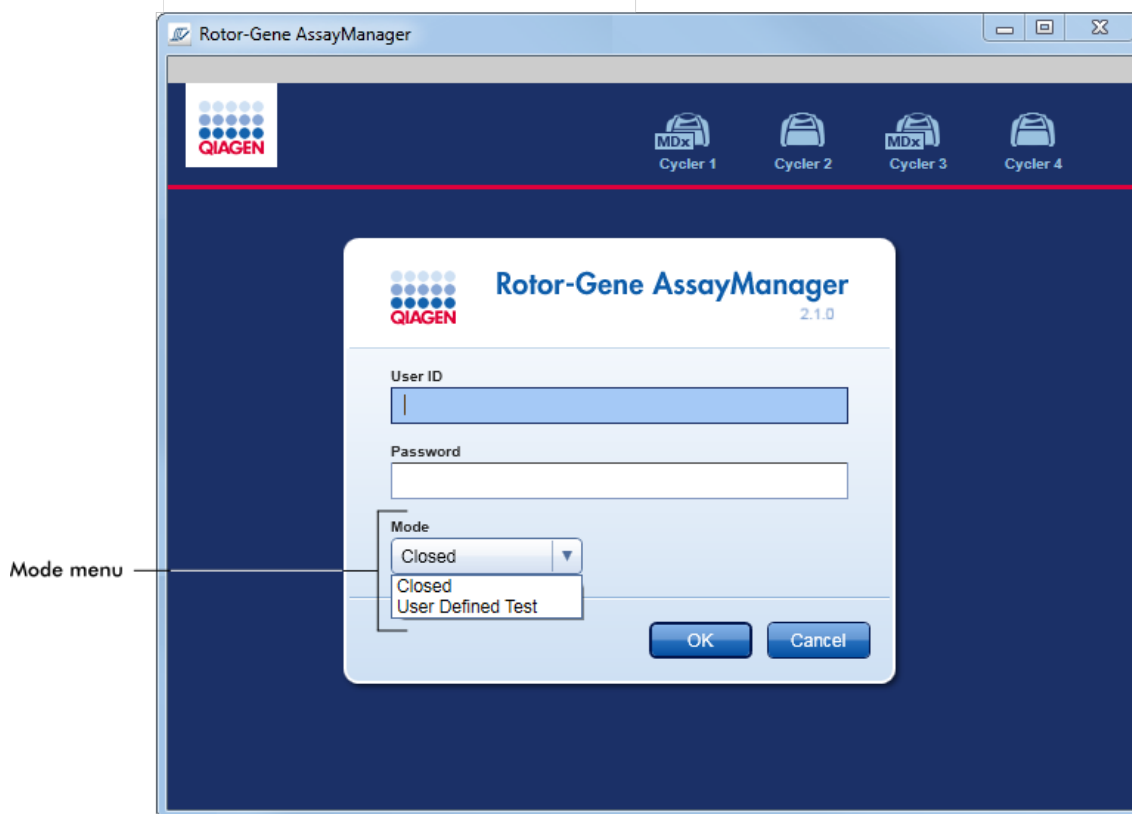 Rotor-Gene AssayManager
QIAGEN
MDx
MDx
Cycler 1
Cycler 2
Cycler 3
Cycler 4
QIAGEN
Rotor-Gene AssayManager
2.1.0
User ID
Password
Mode
Closed
Mode menu
Closed
User Defined Test
OK
Cancel